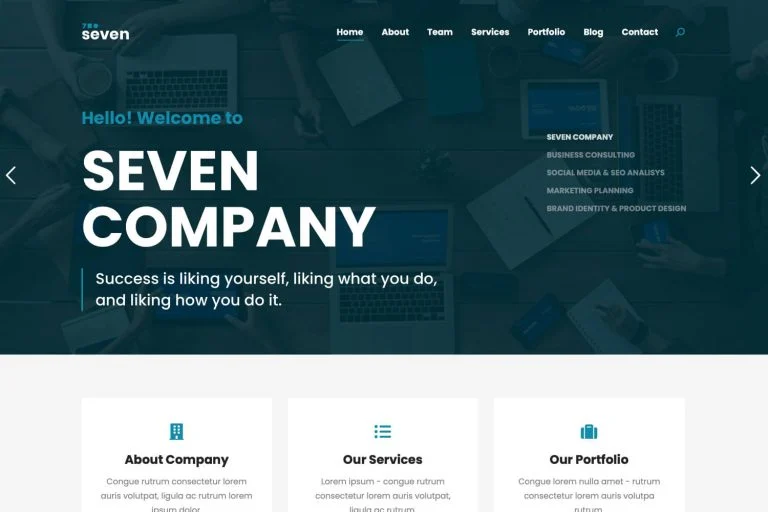 seven
Home About Team Services Portfolio Blog Contact
Hello! Welcome to
SEVEN
COMPANY
Success is liking yourself, liking what you do,
and liking how you do it.
SEVEN COMPANY
BUSINESS CONSULTING
SOCIAL MEDIA & SEO ANALISYS
MARKETING PLANNING
BRAND IDENTITY & PRODUCT DESIGN
About Company
Congue rutrum consectetur lorem
auris volutpat, ligula ac rutrum lorem
ipsum dolor
Our Services
Lorem ipsum - congue rutrum
consectetur lorem auris volutpat,
ligula ac rutrum
Our Portfolio
Congue lorem nulla amet - rutrum
consectetur lorem auris volutpa
rutrum